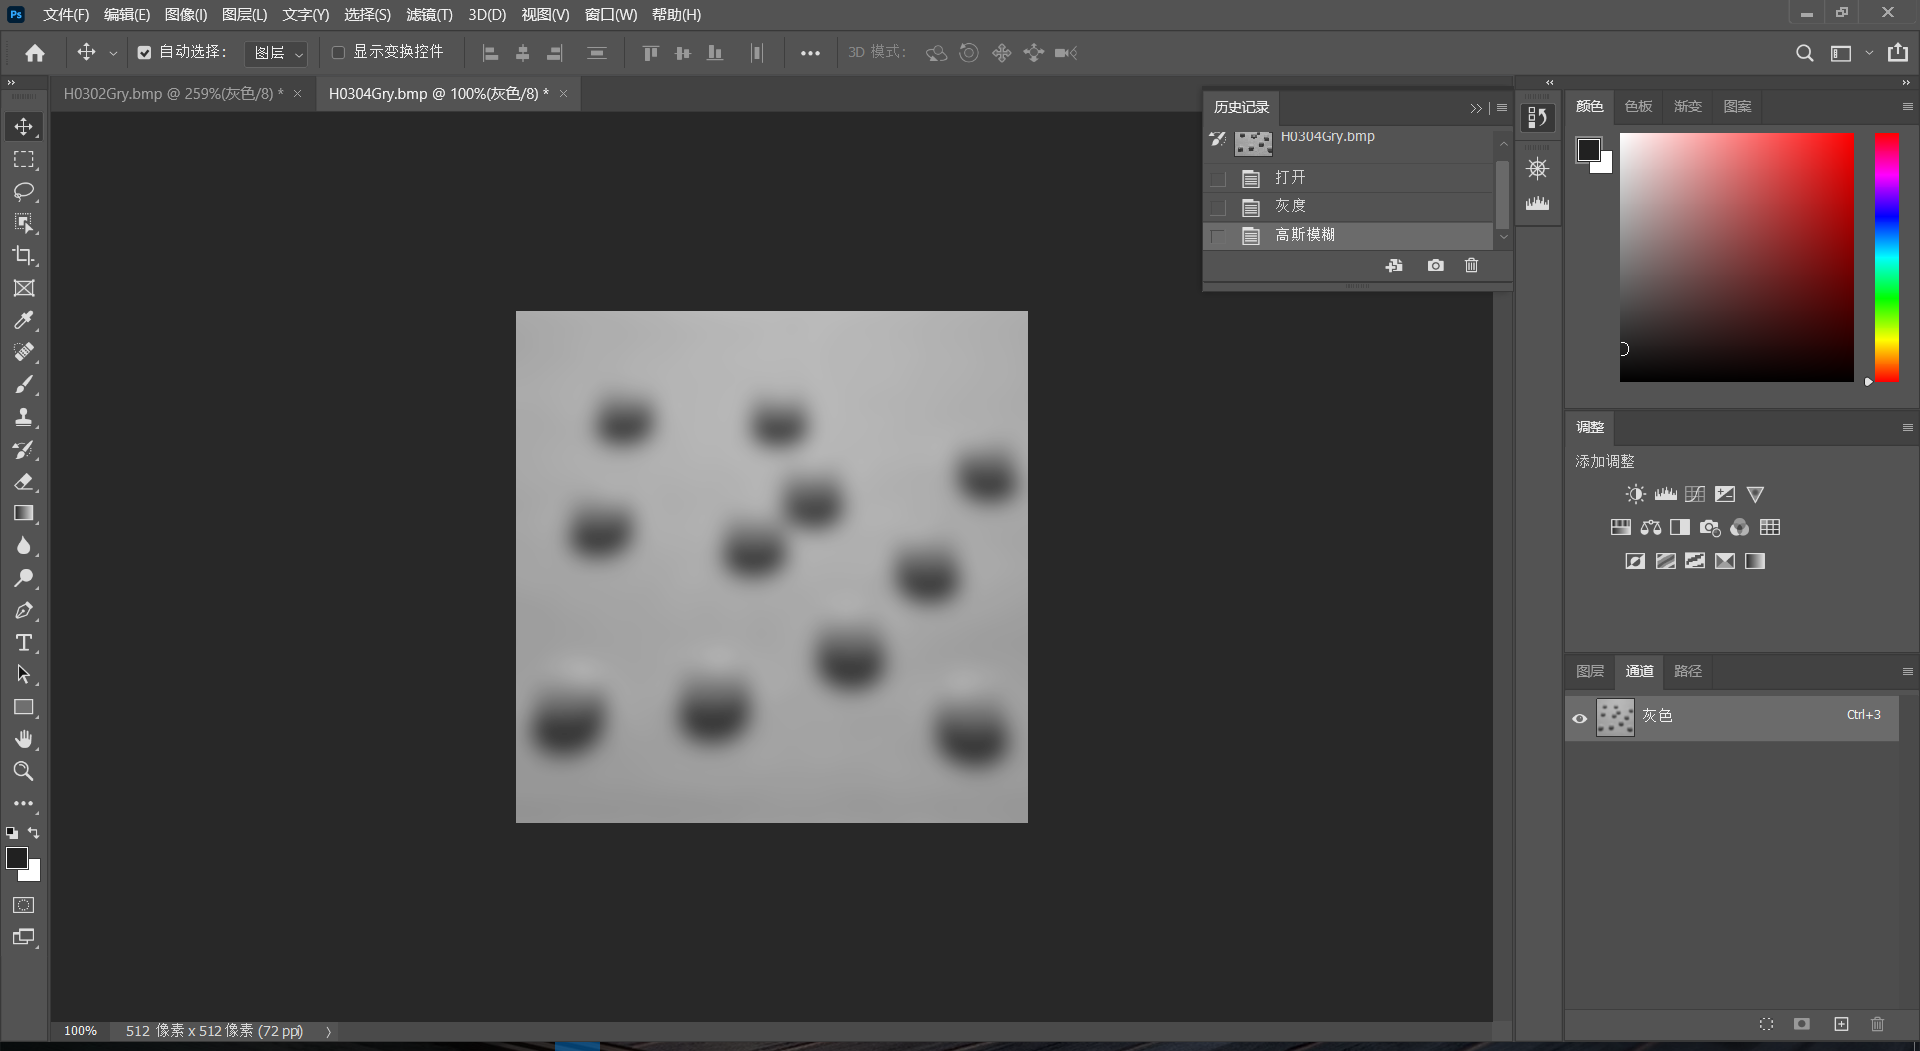 Ps 文件(F) 编辑(E) 图像(I) 图层(L) 文字(Y) 选择(S) 滤镜(T) 3D(D) 视图(V) 窗口(W) 帮助(H)
自动选择： 图层 显示变换控件 3D 模式：
H0302Gry.bmp @ 259%(灰色/8) * × H0304Gry.bmp @ 100%(灰色/8) * ×
历史记录
H0304Gry.bmp
打开
灰度
高斯模糊
颜色 色板 渐变 图案
调整
添加调整
图层 通道 路径
灰色 Ctrl+3
100% 512 像素 x 512 像素 (72 ppi)